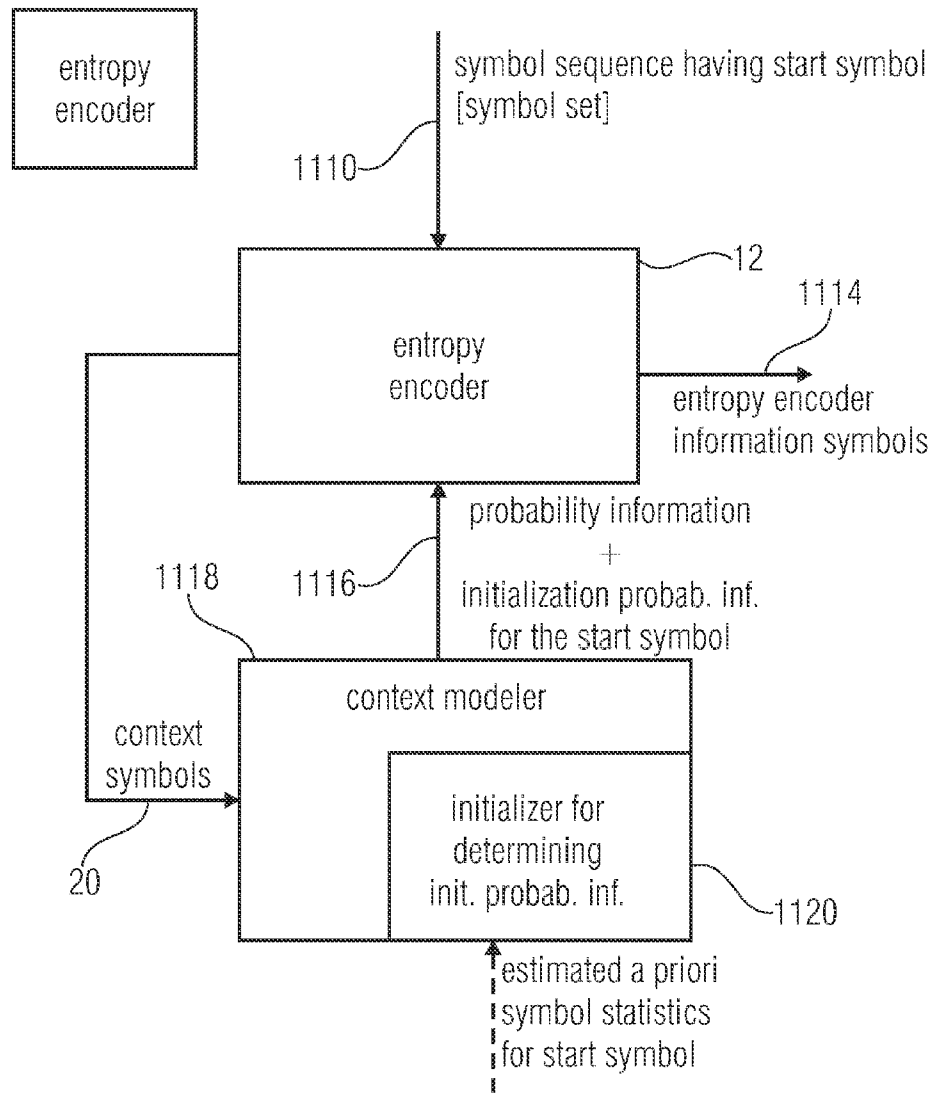 entropy
encoder
symbol sequence having start symbol
[symbol set]
1110
12
1114
entropy
encoder
entropy encoder
information symbols
probability information
+
initialization probab. inf.
for the start symbol
1118
1116
context modeler
context
symbols
20
initializer for
determining
init. probab. inf.
1120
estimated a priori
symbol statistics
for start symbol